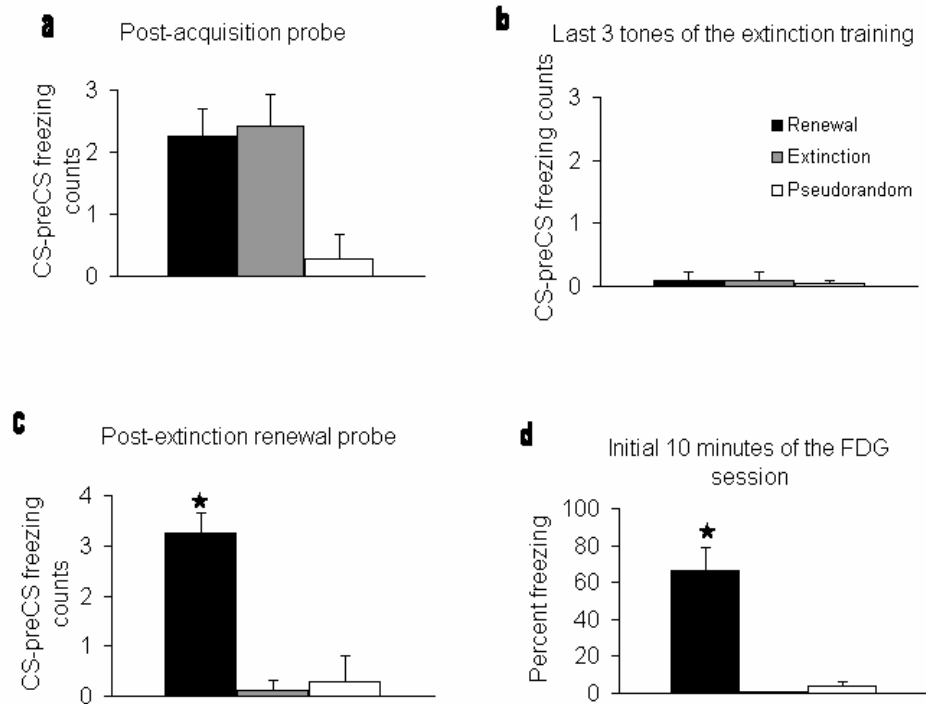 a
Post-acquisition probe
CS-preCS freezing
counts
3
2
1
0
b
Last 3 tones of the extinction training
CS-preCS freezing counts
3
2
1
0
Renewal
Extinction
Pseudorandom
c
Post-extinction renewal probe
CS-preCS freezing
counts
4
3
2
1
0
d
Initial 10 minutes of the FDG
session
Percent freezing
100
80
60
40
20
0